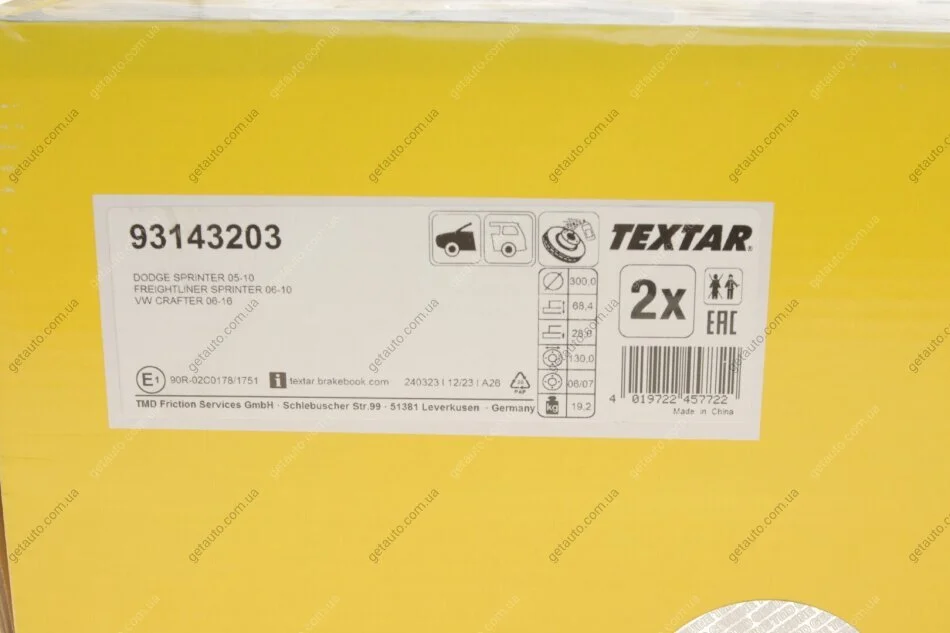 93143203
DODGE SPRINTER 05-10
FREIGHTLINER SPRINTER 06-10
VW CRAFTER 06-16
TEXTAR®
2x
EAC
300,0
68,4
28,0
130,0
06/07
kg 19,2
E1 90R-02C0178/1751
i textar.brakebook.com
240323 | 12/23 | A26
20
PAP
TMD Friction Services GmbH · Schlebuscher Str.99 · 51381 Leverkusen · Germany
4 019722 457722
Made in China
getauto.com.ua